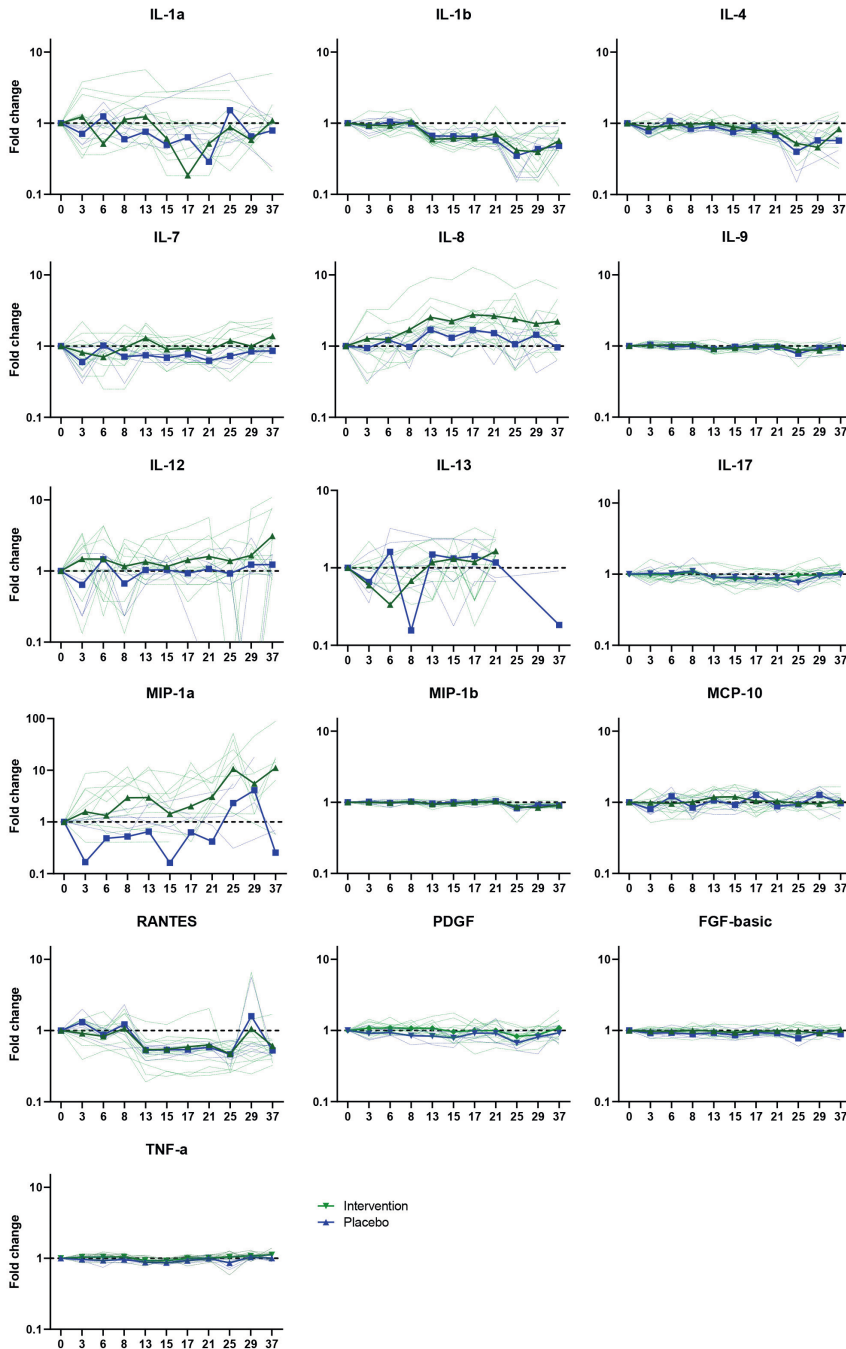 IL-1a IL-1b IL-4
Fold change
10 10 10
1 1 1
0.1 0.1 0.1
0 3 6 8 13 15 17 21 25 29 37 0 3 6 8 13 15 17 21 25 29 37 0 3 6 8 13 15 17 21 25 29 37
IL-7 IL-8 IL-9
Fold change
10 10 10
1 1 1
0.1 0.1 0.1
0 3 6 8 13 15 17 21 25 29 37 0 3 6 8 13 15 17 21 25 29 37 0 3 6 8 13 15 17 21 25 29 37
IL-12 IL-13 IL-17
Fold change
10 10 10
1 1 1
0.1 0.1 0.1
0 3 6 8 13 15 17 21 25 29 37 0 3 6 8 13 15 17 21 25 29 37 0 3 6 8 13 15 17 21 25 29 37
MIP-1a MIP-1b MCP-10
Fold change
100
10 10 10
1 1 1
0.1 0.1 0.1
0 3 6 8 13 15 17 21 25 29 37 0 3 6 8 13 15 17 21 25 29 37 0 3 6 8 13 15 17 21 25 29 37
RANTES PDGF FGF-basic
Fold change
10 10 10
1 1 1
0.1 0.1 0.1
0 3 6 8 13 15 17 21 25 29 37 0 3 6 8 13 15 17 21 25 29 37 0 3 6 8 13 15 17 21 25 29 37
TNF-a
Fold change
10
1
0.1
0 3 6 8 13 15 17 21 25 29 37
Intervention
Placebo